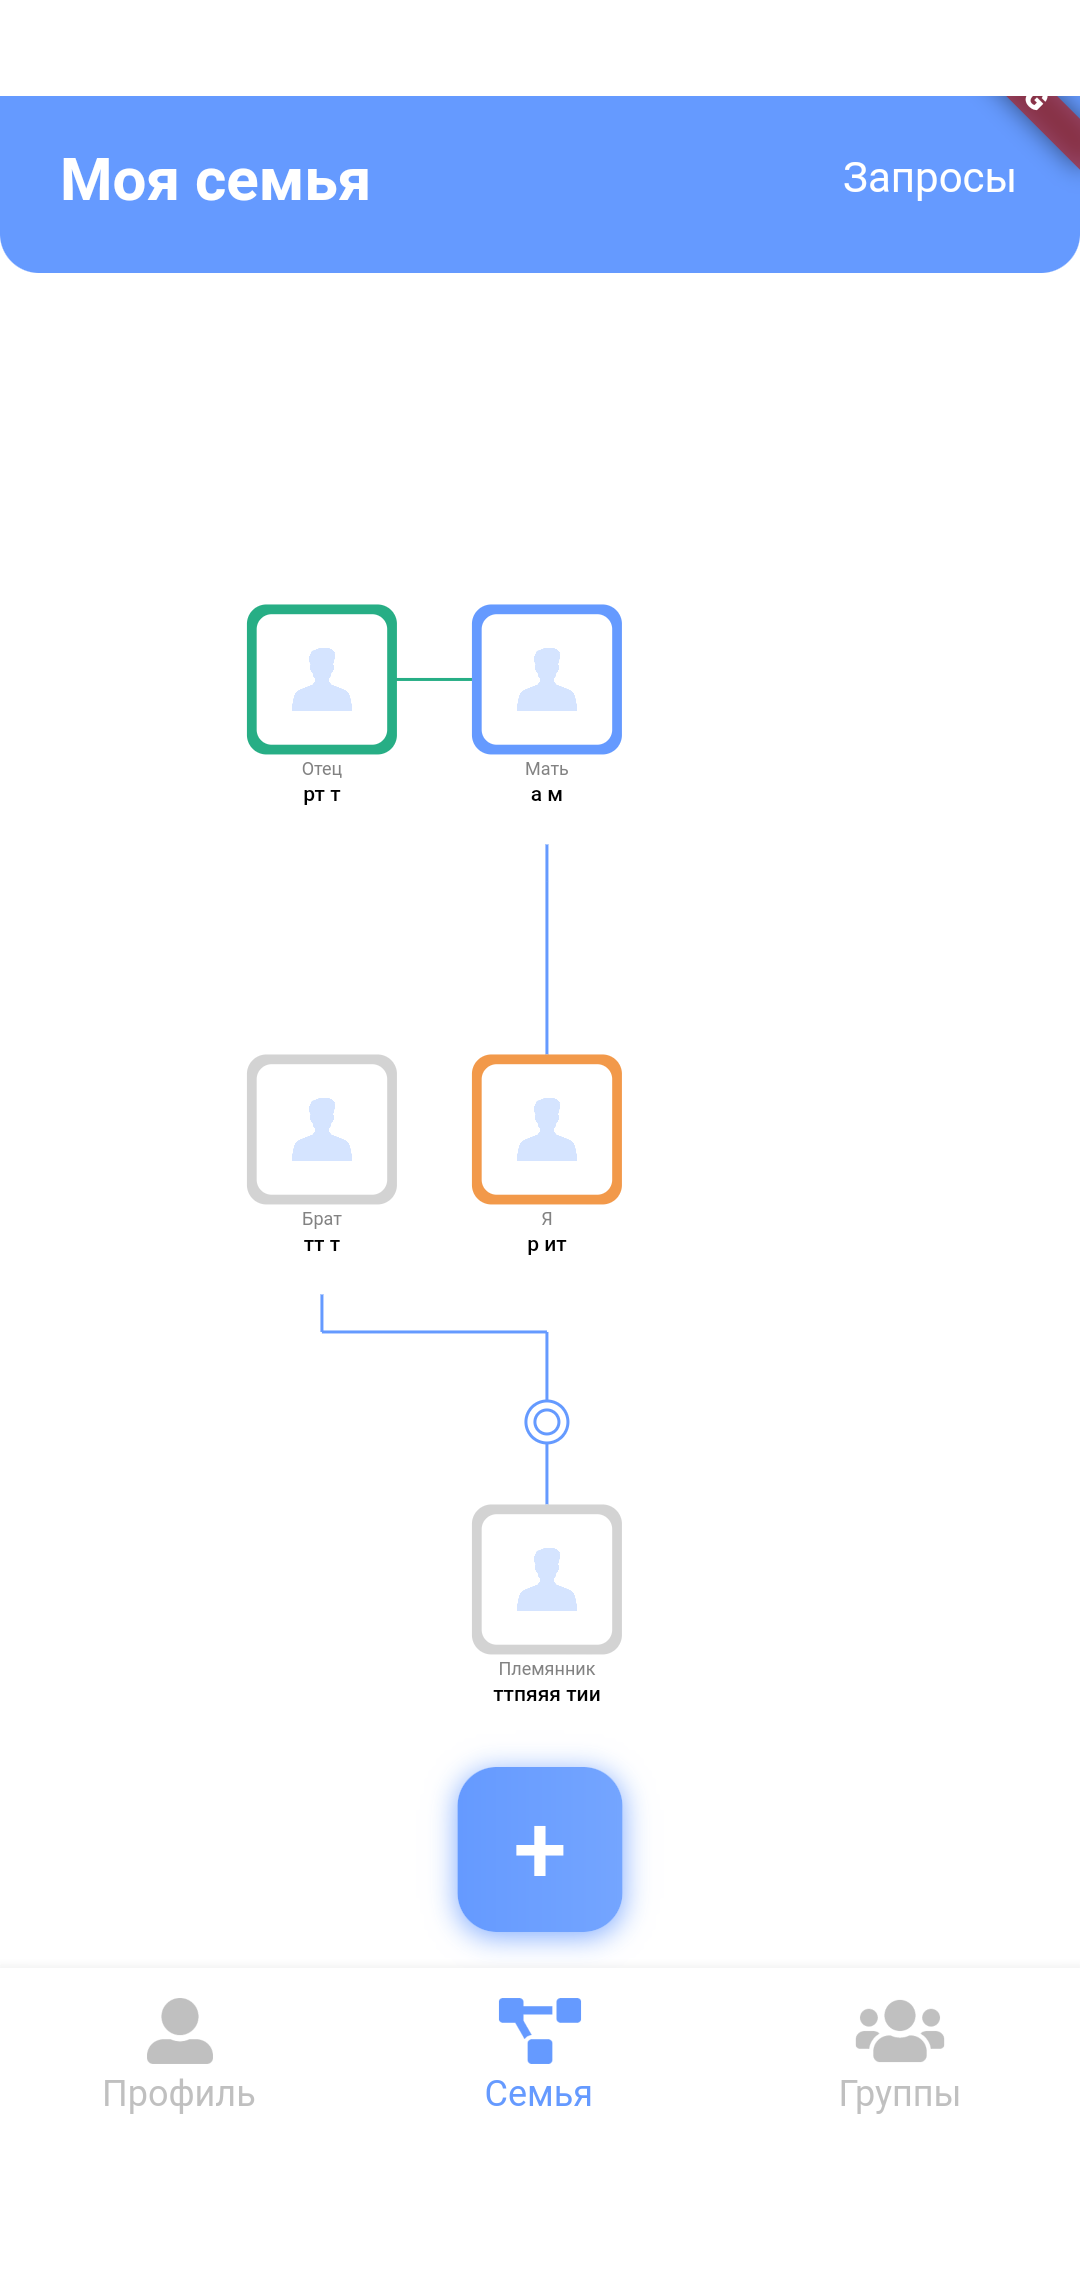 Моя семья
Запросы
Отец
рт т
Мать
а м
Брат
тт т
Я
р ит
Племянник
ттпяяя тии
Профиль
Семья
Группы